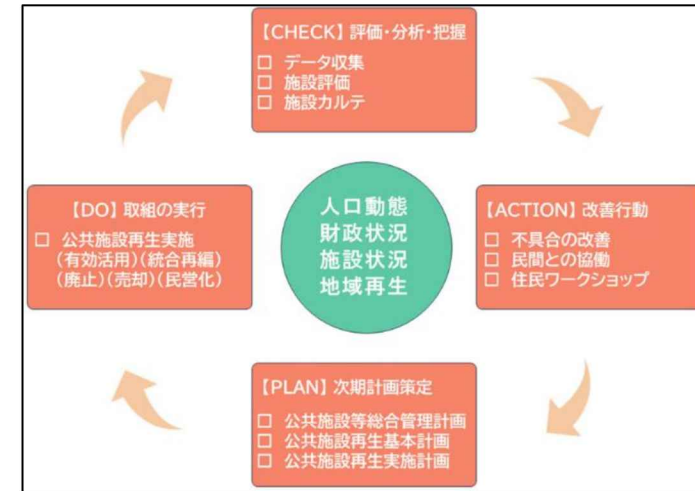 【CHECK】評価・分析・把握
□ データ収集
□ 施設評価
□ 施設カルテ
【DO】取組の実行
□ 公共施設再生実施
(有効活用)(統合再編)
(廃止)(売却)(民営化)
人口動態
財政状況
施設状況
地域再生
【ACTION】改善行動
□ 不具合の改善
□ 民間との協働
□ 住民ワークショップ
【PLAN】次期計画策定
□ 公共施設等総合管理計画
□ 公共施設再生基本計画
□ 公共施設再生実施計画